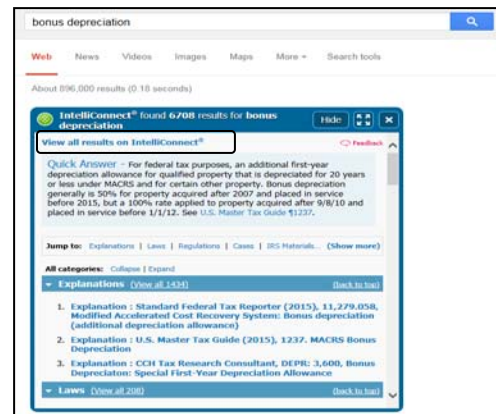 bonus depreciation
Web News Videos Images Maps More Search tools
About 896,000 results (0.16 seconds)
IntelliConnect® found 6708 results for bonus
depreciation
Hide
View all results on IntelliConnect®
Feedback
Quick Answer - For federal tax purposes, an additional first-year
depreciation allowance for qualified property that is depreciated for 20 years
or less under MACRS and for certain other property. Bonus depreciation
generally is 50% for property acquired after 2007 and placed in service
before 2015, but a 100% rate applied to property acquired after 9/8/10 and
placed in service before 1/1/12. See U.S. Master Tax Guide ¶1237.
Jump to: Explanations | Laws | Regulations | Cases | IRS Materials... (Show more)
All categories: Collapse | Expand
Explanations (View all 1434) (back to top)
1. Explanation : Standard Federal Tax Reporter (2015), 11,279.058,
Modified Accelerated Cost Recovery System: Bonus depreciation
(additional depreciation allowance)
2. Explanation : U.S. Master Tax Guide (2015), 1237. MACRS Bonus
Depreciation
3. Explanation : CCH Tax Research Consultant, DEPR: 3,600, Bonus
Depreciaton: Special First-Year Depreciation Allowance
Laws (View all 208) (back to top)